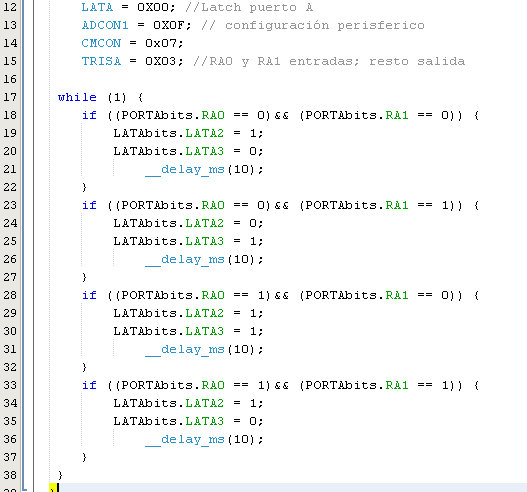 12 LATA = 0X00; //Latch puerto A
13 ADCON1 = 0X0F; // configuración perisferico
14 CMCON = 0x07;
15 TRISA = 0X03; //RA0 y RA1 entradas; resto salida
16
17 while (1) {
18 if ((PORTAbits.RA0 == 0)&& (PORTAbits.RA1 == 0)) {
19 LATAbits.LATA2 = 1;
20 LATAbits.LATA3 = 0;
21 __delay_ms(10);
22 }
23 if ((PORTAbits.RA0 == 0)&& (PORTAbits.RA1 == 1)) {
24 LATAbits.LATA2 = 0;
25 LATAbits.LATA3 = 1;
26 __delay_ms(10);
27 }
28 if ((PORTAbits.RA0 == 1)&& (PORTAbits.RA1 == 0)) {
29 LATAbits.LATA2 = 1;
30 LATAbits.LATA3 = 1;
31 __delay_ms(10);
32 }
33 if ((PORTAbits.RA0 == 1)&& (PORTAbits.RA1 == 1)) {
34 LATAbits.LATA2 = 1;
35 LATAbits.LATA3 = 0;
36 __delay_ms(10);
37 }
38 }
39 }